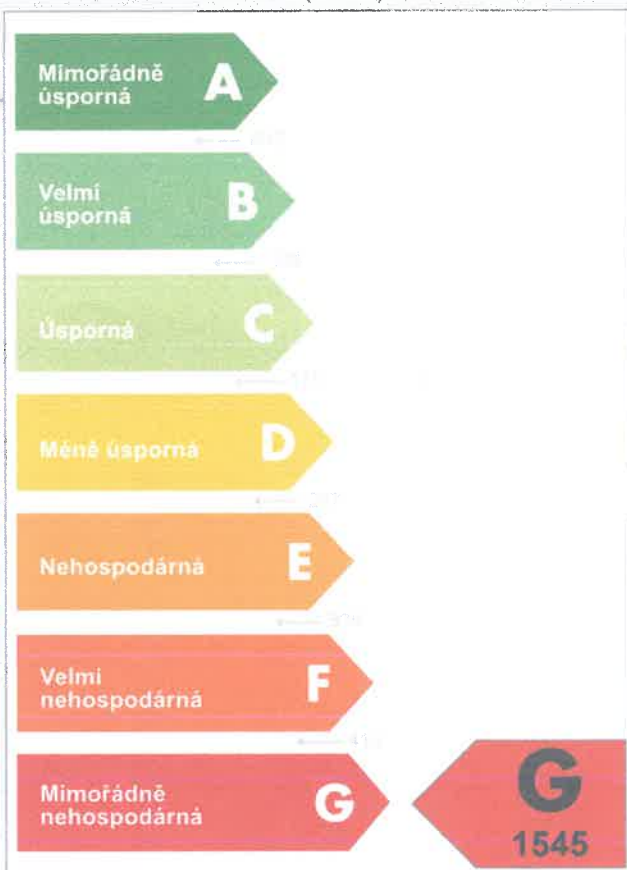 Mimořádně
úsporná
A
Velmi
úsporná
B
Úsporná
C
Méně úsporná
D
Nehospodárná
E
Velmi
nehospodárná
F
Mimořádně
nehospodárná
G
G
1545